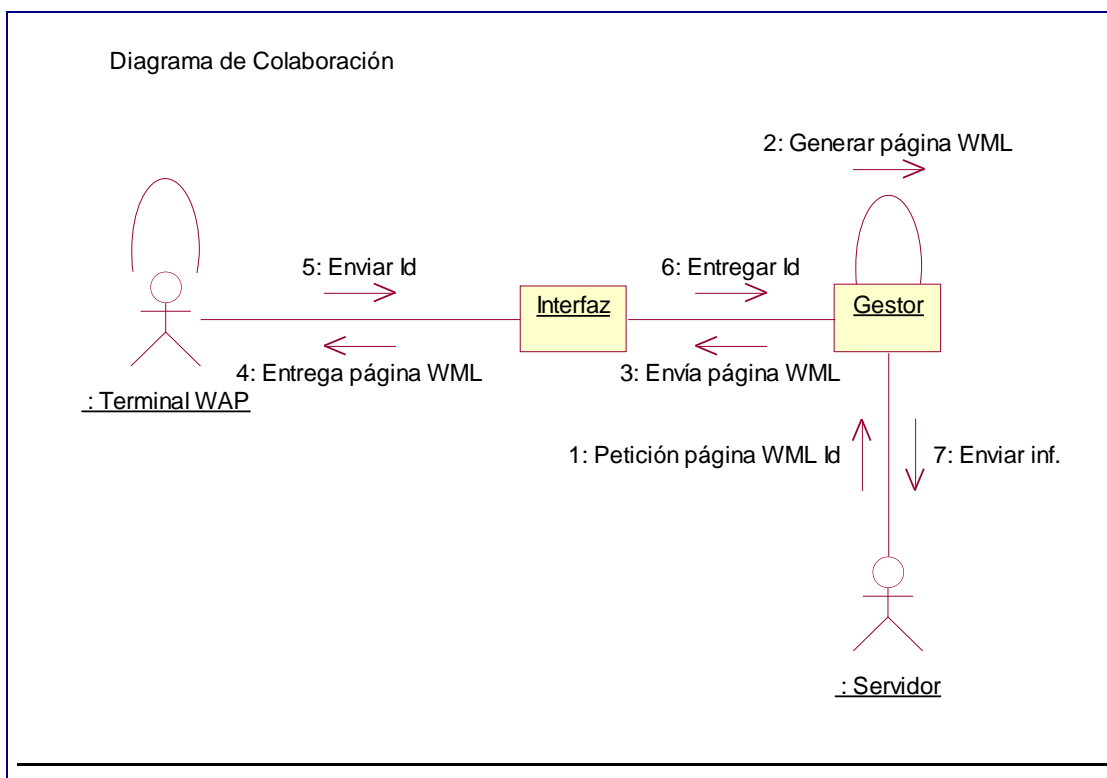 Diagrama de Colaboración
2: Generar página WML
5: Enviar Id
6: Entregar Id
Interfaz
Gestor
4: Entrega página WML
3: Envía página WML
: Terminal WAP
1: Petición página WML Id
7: Enviar inf.
: Servidor